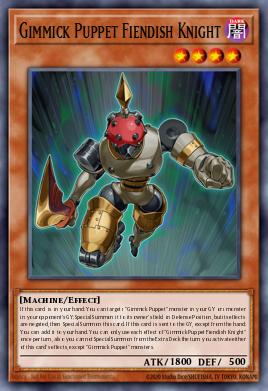 Gimmick Puppet Fiendish Knight
DARK
闇
[Machine/Effect]
If this card is in your hand: You can target 1 "Gimmick Puppet" monster in your GY or 1 monster
in your opponent's GY; Special Summon it to its owner's field in Defense Position, but its effects
are negated, then Special Summon this card. If this card is sent to the GY, except from the hand:
You can add it to your hand. You can only use each effect of "Gimmick Puppet Fiendish Knight"
once per turn, also you cannot Special Summon from the Extra Deck the turn you activate either
of this card's effects, except "Gimmick Puppet" monsters.
ATK/1800 DEF/ 500
©2020 Studio Dice/SHUEISHA, TV TOKYO, KONAMI